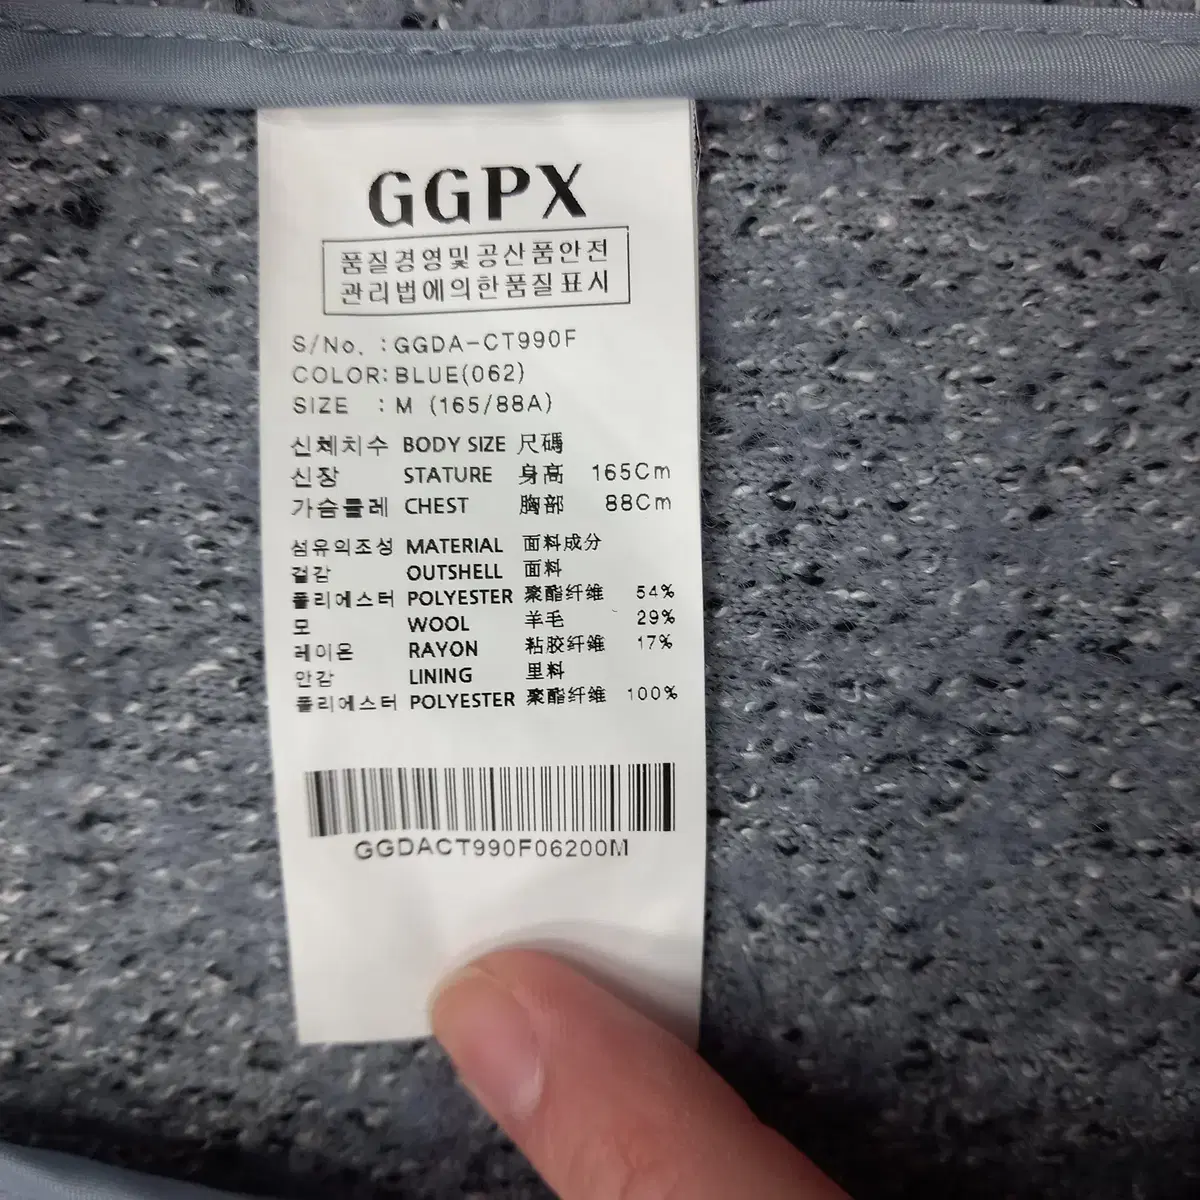 GGPX
품질경영및공산품안전
관리법에의한품질표시
S/No. : GGDA-CT990F
COLOR: BLUE(062)
SIZE : M (165/88A)
신체치수 BODY SIZE 尺碼
신장 STATURE 身高 165Cm
가슴둘레 CHEST 胸部 88Cm
섬유의조성 MATERIAL 面料成分
겉감 OUTSHELL 面料
폴리에스터 POLYESTER 聚酯纤维 54%
모 WOOL 羊毛 29%
레이온 RAYON 粘胶纤维 17%
안감 LINING 里料
폴리에스터 POLYESTER 聚酯纤维 100%
GGDACT990F06200M